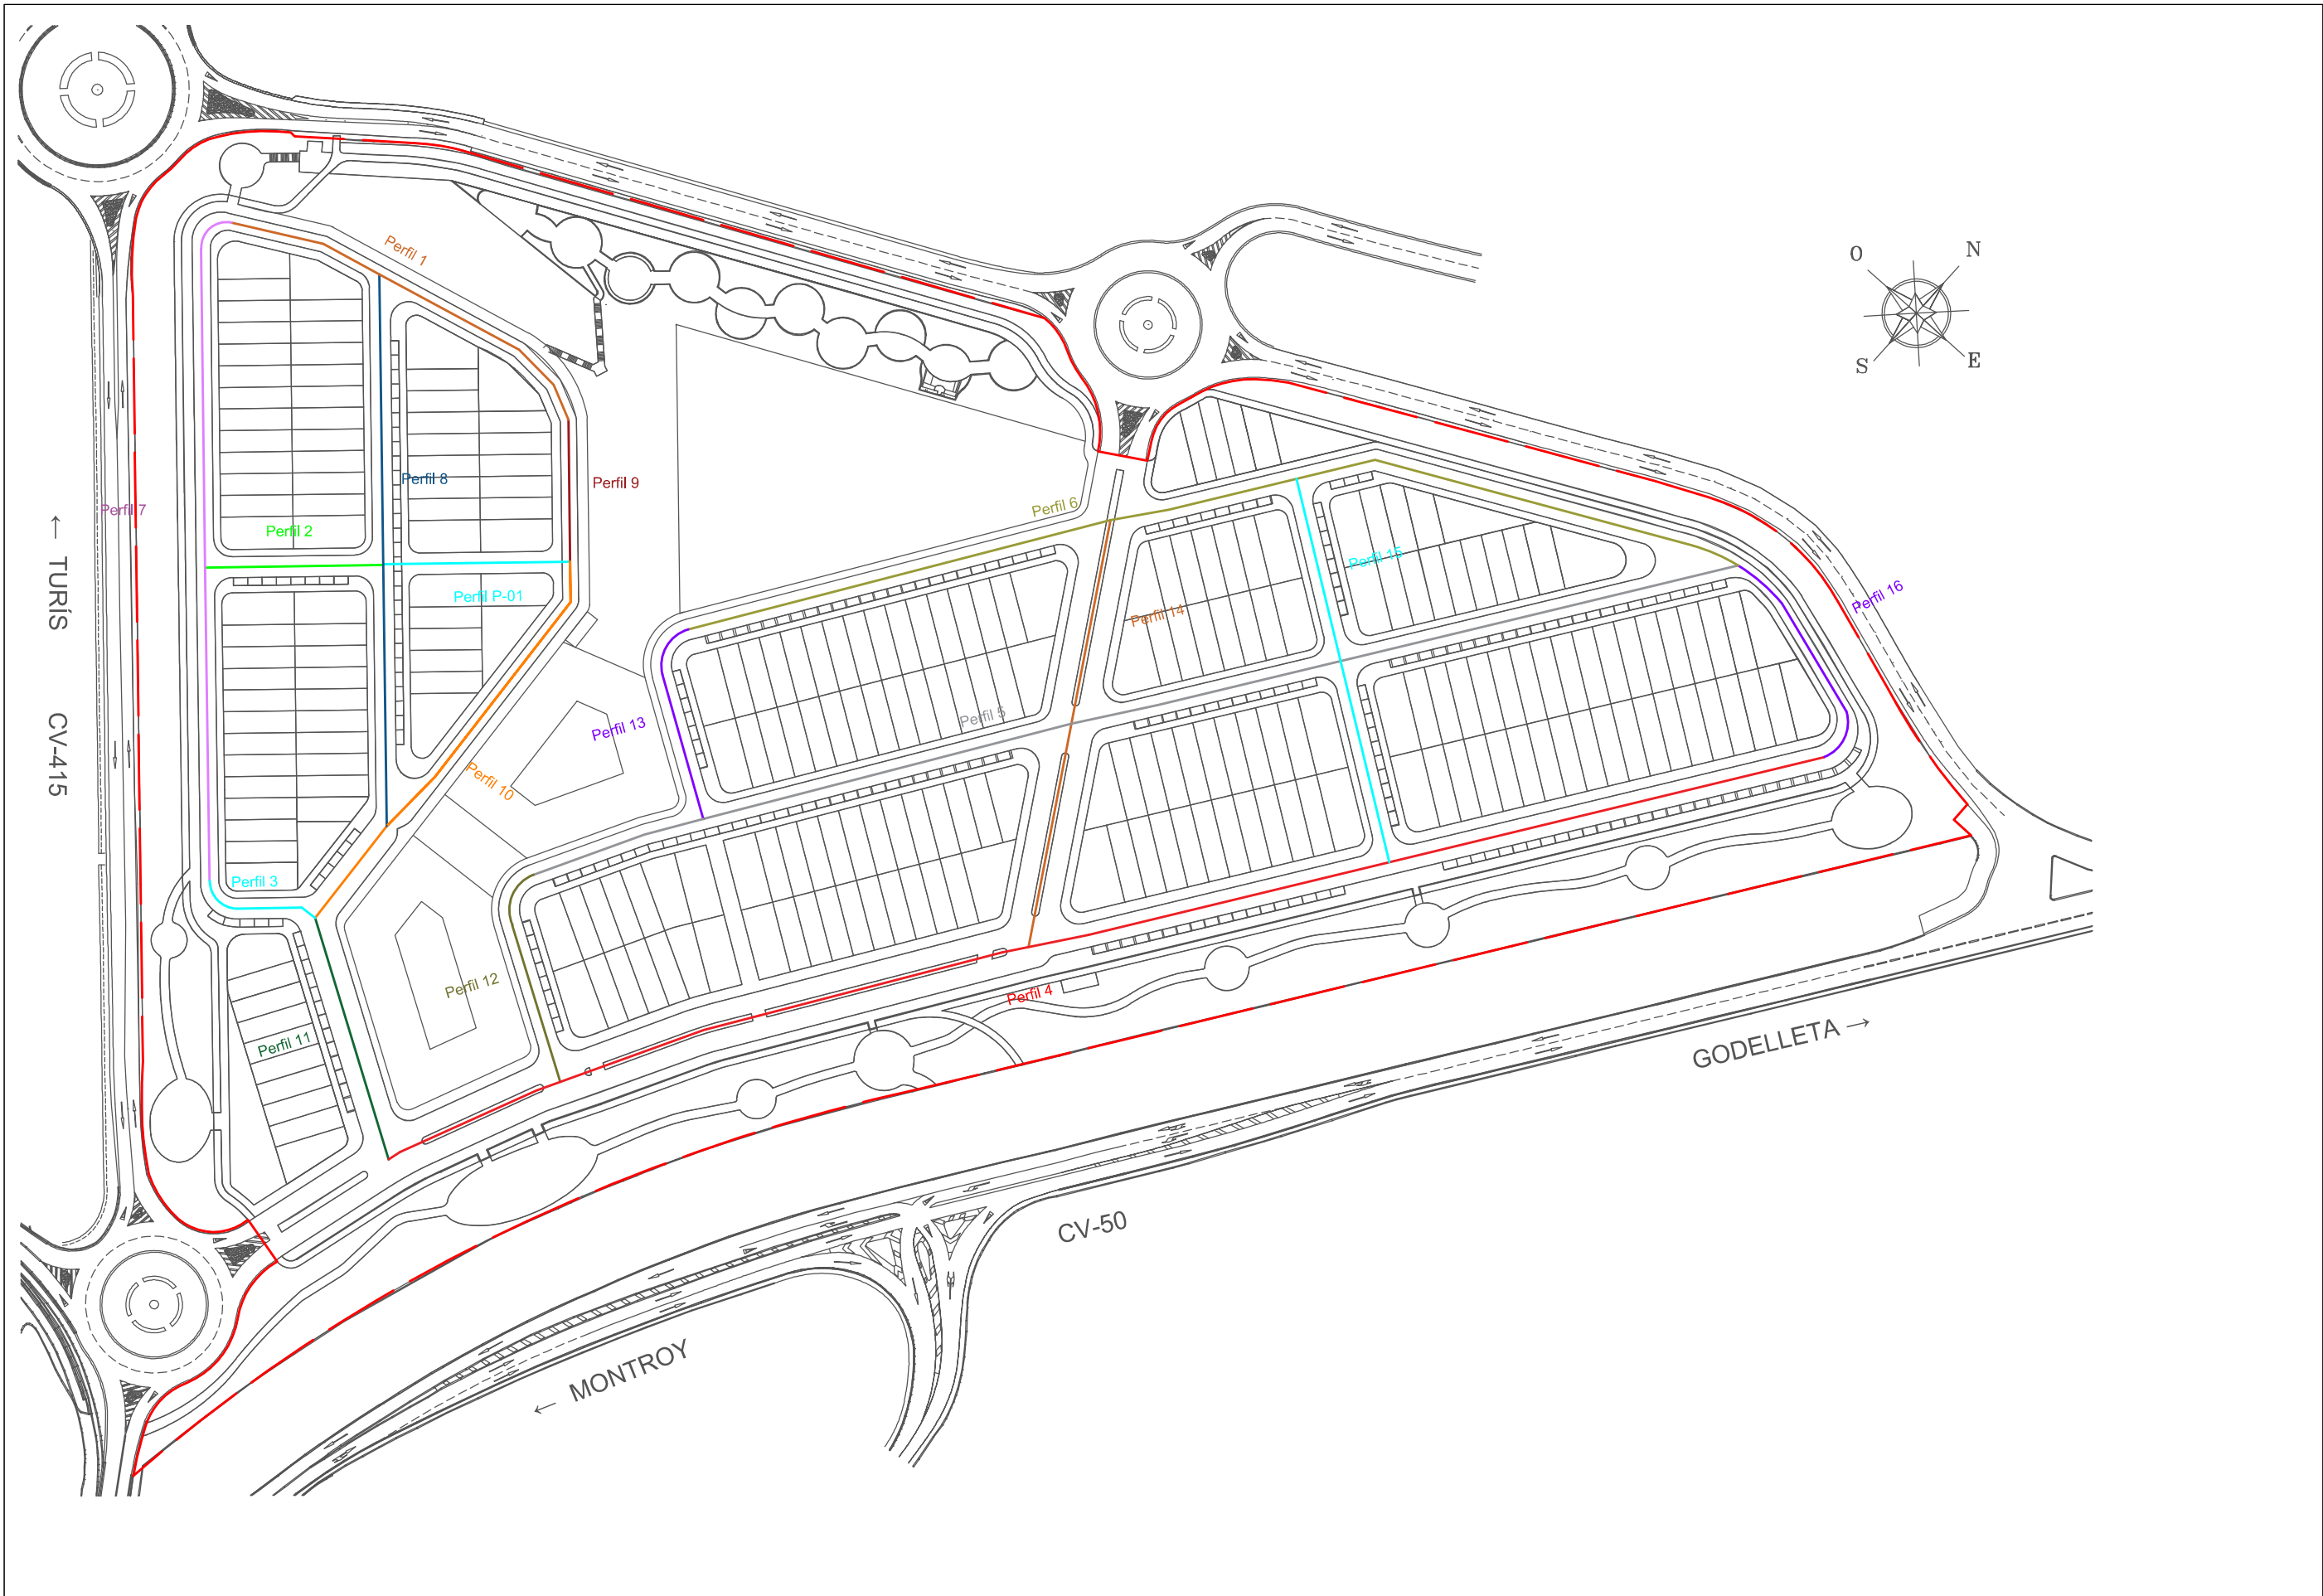 Perfil 1
O
N
S
E
Perfil 8
Perfil 9
Perfil 7
Perfil 2
Perfil 6
Perfil 15
Perfil P-01
Perfil 14
Perfil 16
← TURÍS
CV-415
Perfil 13
Perfil 5
Perfil 10
Perfil 3
Perfil 12
Perfil 4
Perfil 11
GODELLETA →
CV-50
← MONTROY